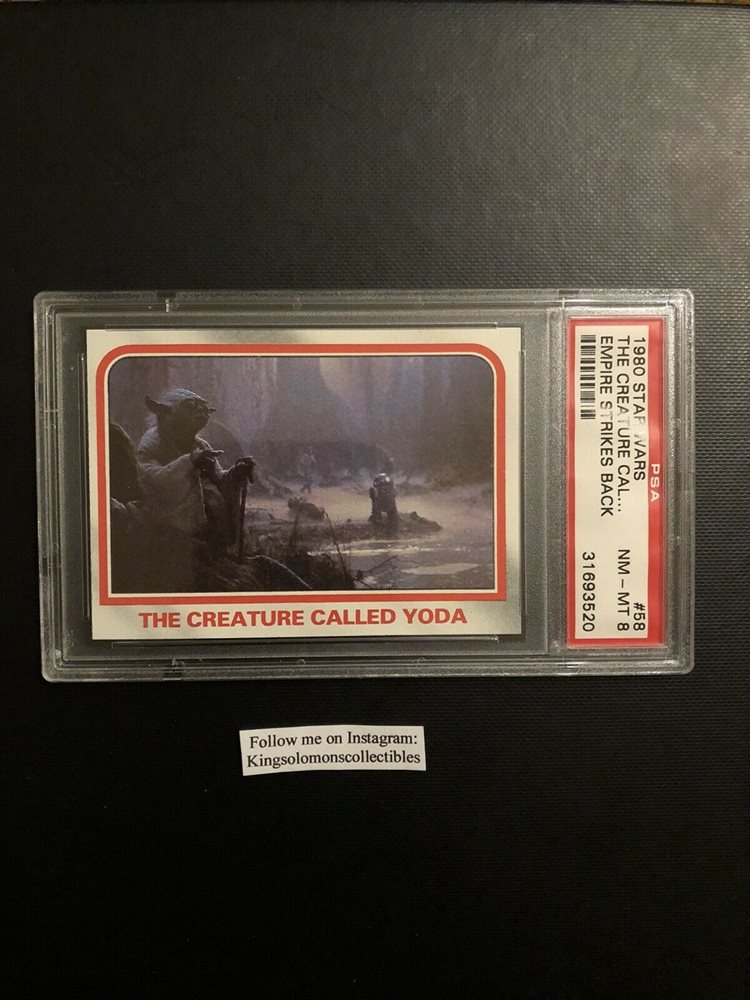 THE CREATURE CALLED YODA
1980 STAR WARS #58
THE CREATURE CAL... NM - MT 8
EMPIRE STRIKES BACK 31693520
PSA
Follow me on Instagram:
Kingsolomonscollectibles